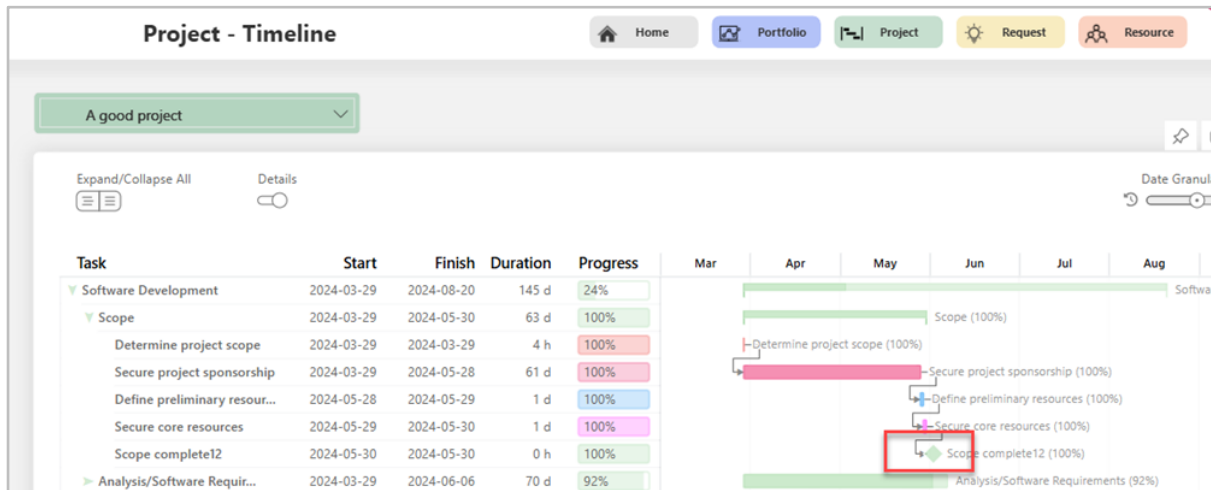 Project - Timeline Home Portfolio Project Request Resource
A good project
Expand/Collapse All Details Date Granul
Task Start Finish Duration Progress Mar Apr May Jun Jul Aug
Software Development 2024-03-29 2024-08-20 145 d 24% Softwa
Scope 2024-03-29 2024-05-30 63 d 100% Scope (100%)
Determine project scope 2024-03-29 2024-03-29 4 h 100% Determine project scope (100%)
Secure project sponsorship 2024-03-29 2024-05-28 61 d 100% Secure project sponsorship (100%)
Define preliminary resour... 2024-05-28 2024-05-29 1 d 100% Define preliminary resources (100%)
Secure core resources 2024-05-29 2024-05-30 1 d 100% Secure core resources (100%)
Scope complete12 2024-05-30 2024-05-30 0 h 100% Scope complete12 (100%)
Analysis/Software Requir... 2024-03-29 2024-06-06 70 d 92% Analysis/Software Requirements (92%)